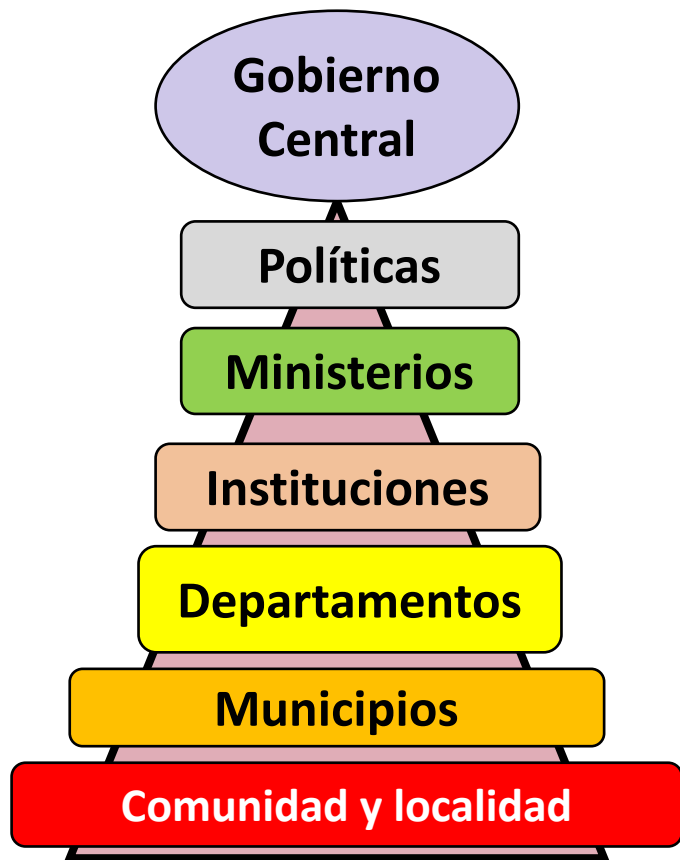 Gobierno
Central
Políticas
Ministerios
Instituciones
Departamentos
Municipios
Comunidad y localidad